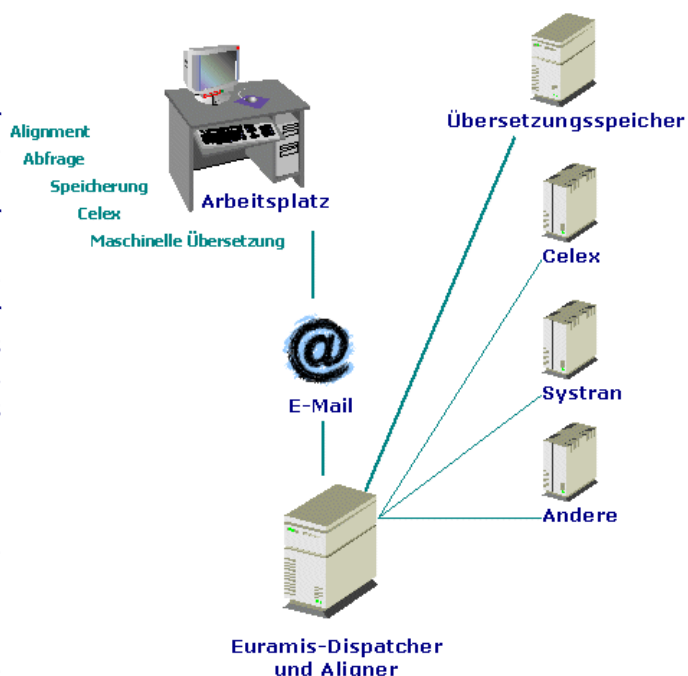 Übersetzungsspeicher
Alignment
Abfrage
Speicherung
Celex
Maschinelle Übersetzung
Arbeitsplatz
Celex
E-Mail
Systran
Andere
Euramis-Dispatcher
und Aligner